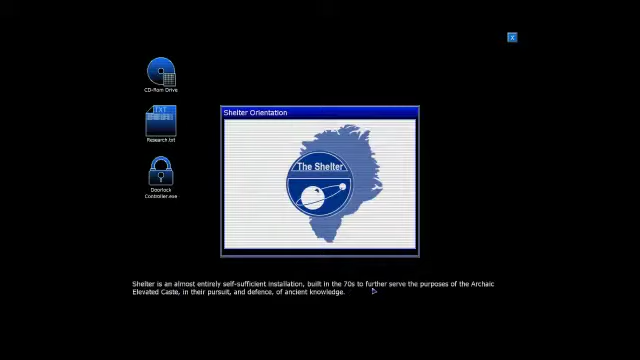 X
CD-Rom Drive
TXT
Research.txt
Doorlock
Controller.exe
Shelter Orientation
The Shelter
Shelter is an almost entirely self-sufficient installation, built in the 70s to further serve the purposes of the Archaic
Elevated Caste, in their pursuit, and defence, of ancient knowledge.